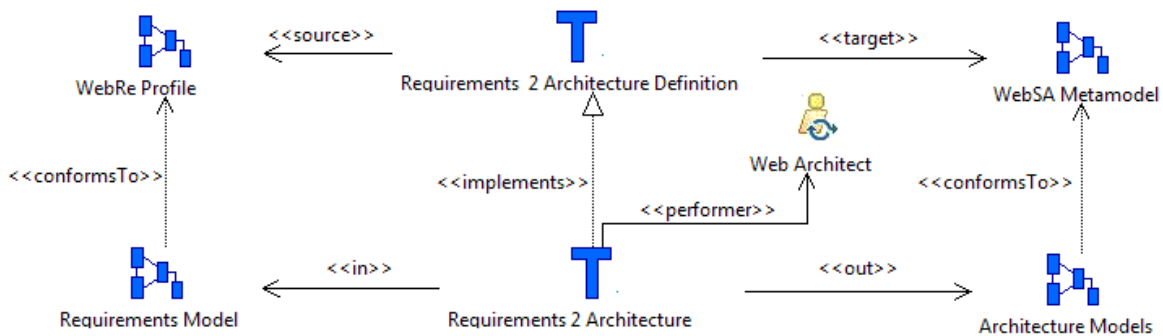 <<source>>
<<target>>
WebRe Profile
Requirements 2 Architecture Definition
WebSA Metamodel
Web Architect
<<conformsTo>>
<<implements>>
<<conformsTo>>
<<performer>>
<<in>>
<<out>>
Requirements Model
Requirements 2 Architecture
Architecture Models